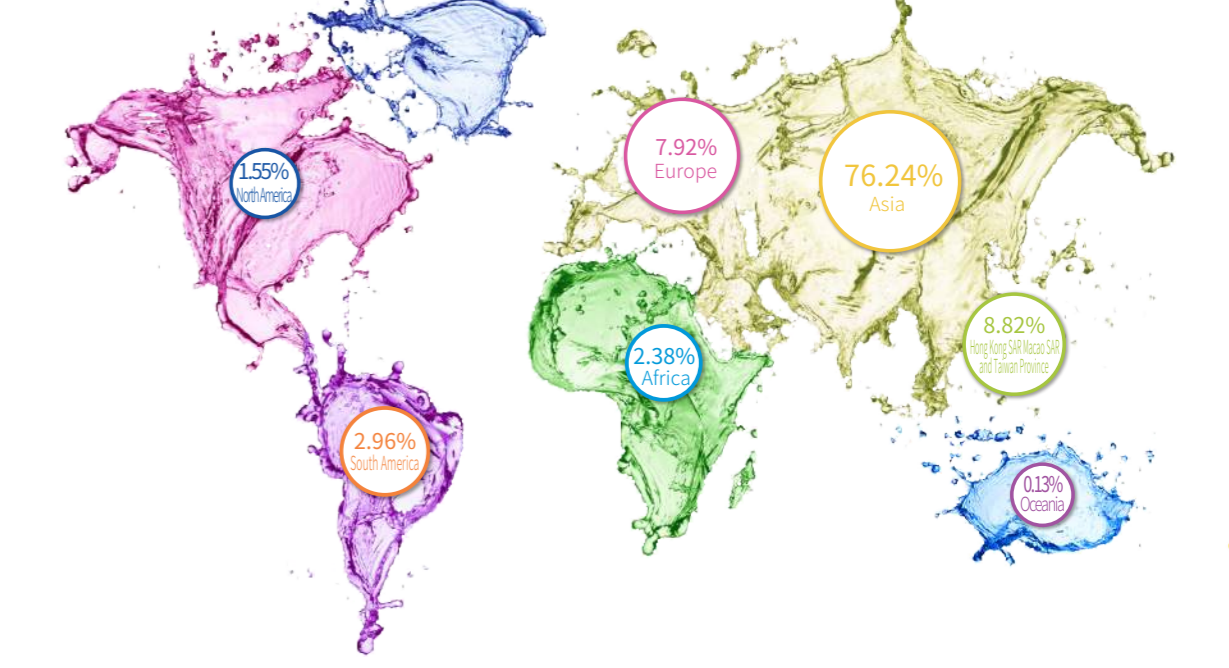 7.92%
Europe
1.55%
North America
76.24%
Asia
8.82%
Hong Kong SAR Macao SAR
and Taiwan Province
2.38%
Africa
2.96%
South America
0.13%
Oceania